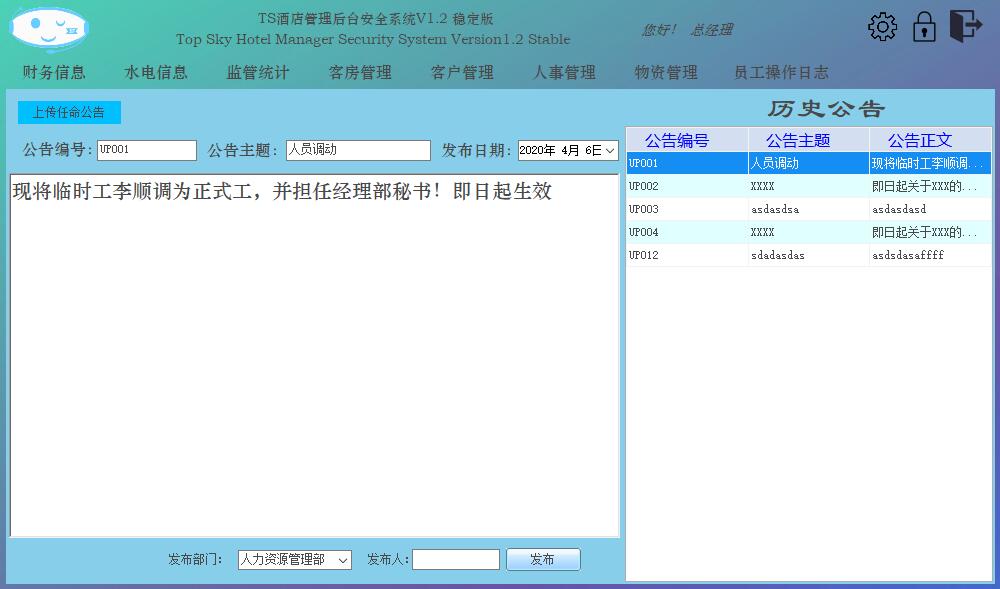 TS酒店管理后台安全系统V1.2 稳定版
Top Sky Hotel Manager Security System Version1.2 Stable
您好! 总经理
财务信息 水电信息 监管统计 客房管理 客户管理 人事管理 物资管理 员工操作日志
上传任命公告
历史公告
公告编号: UP001 公告主题: 人员调动 发布日期: 2020年 4月 6日
现将临时工李顺调为正式工，并担任经理部秘书！即日起生效
公告编号 公告主题 公告正文
UP001 人员调动 现将临时工李顺调...
UP002 XXXX 即日起关于XXX的...
UP003 asdasdsa asdasdasd
UP004 XXXX 即日起关于XXX的...
UP012 sdadasdas asdsdasaffff
发布部门: 人力资源管理部 发布人: 发布